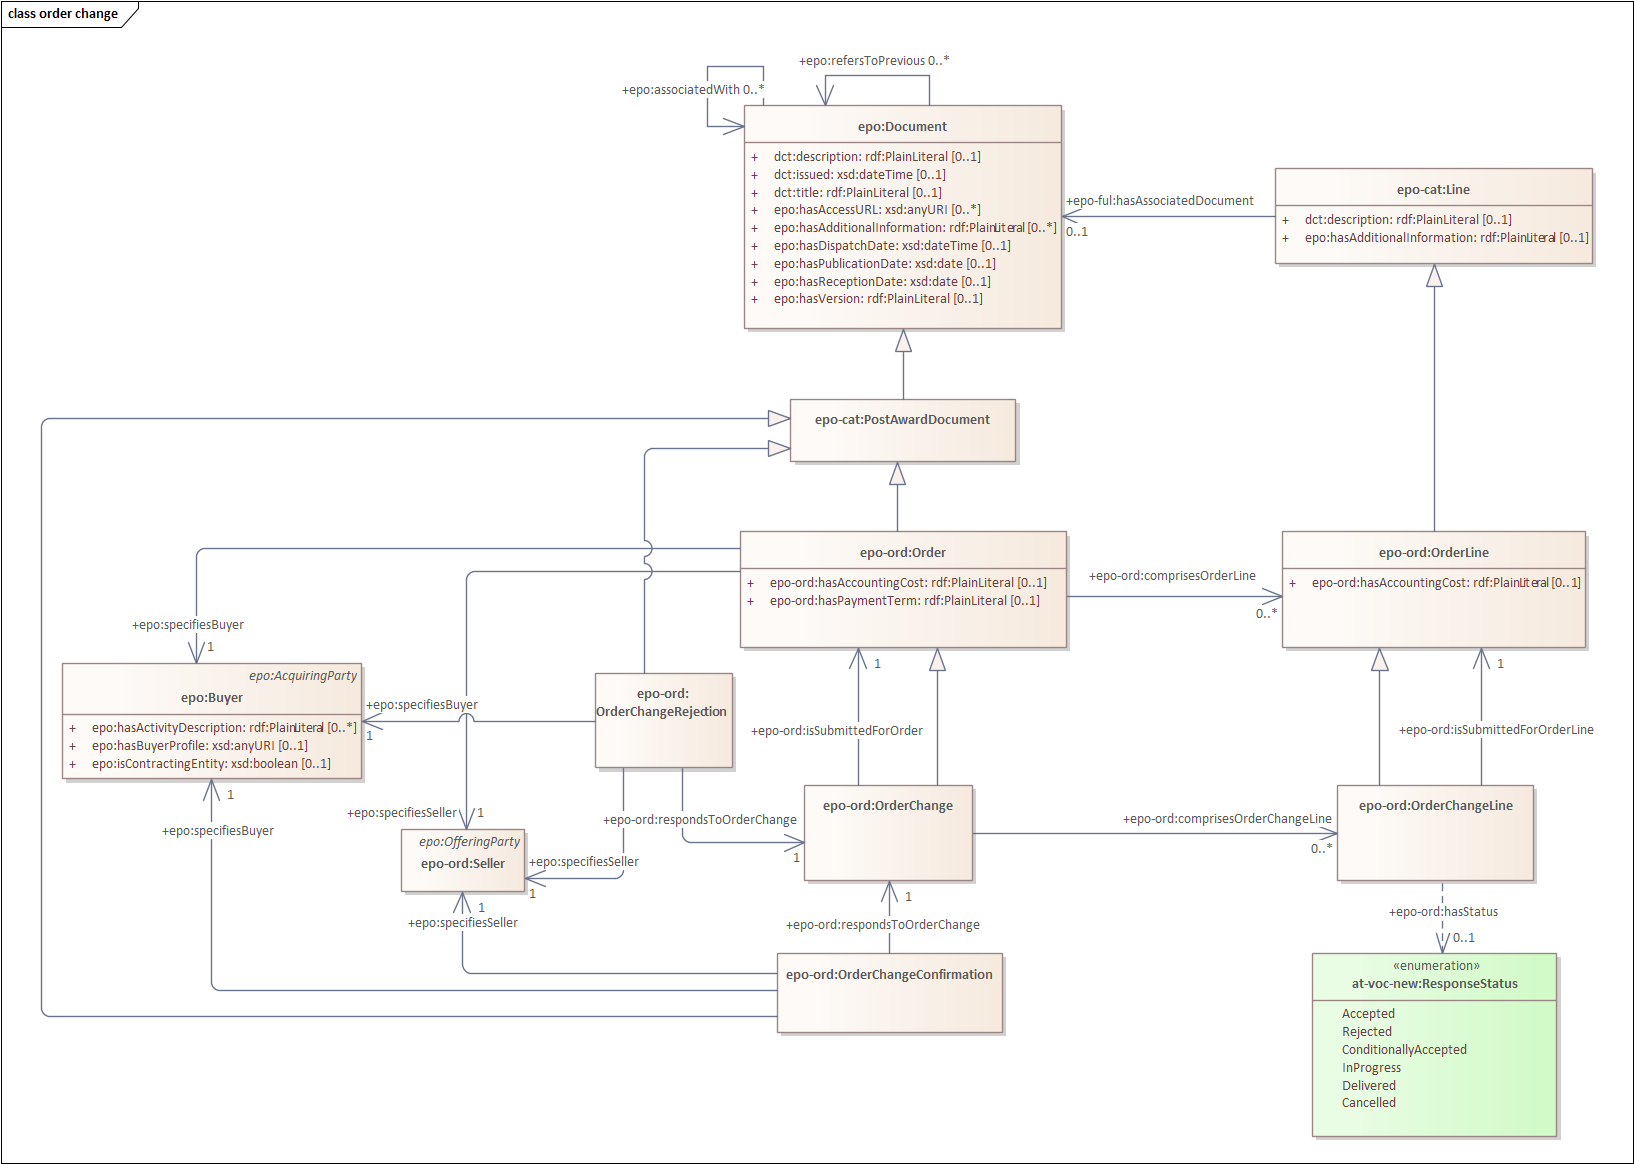 class order change
+epo:refersToPrevious 0..*
+epo:associatedWith 0..*
epo:Document
+ dct:description: rdf:PlainLiteral [0..1]
+ dct:issued: xsd:dateTime [0..1]
+ dct:title: rdf:PlainLiteral [0..1]
+ epo:hasAccessURL: xsd:anyURI [0..*]
+ epo:hasAdditionalInformation: rdf:PlainLiteral [0..*]
+ epo:hasDispatchDate: xsd:dateTime [0..1]
+ epo:hasPublicationDate: xsd:date [0..1]
+ epo:hasReceptionDate: xsd:date [0..1]
+ epo:hasVersion: rdf:PlainLiteral [0..1]
+epo-ful:hasAssociatedDocument
0..1
epo-cat:Line
+ dct:description: rdf:PlainLiteral [0..1]
+ epo:hasAdditionalInformation: rdf:PlainLiteral [0..1]
epo-cat:PostAwardDocument
epo-ord:Order
+ epo-ord:hasAccountingCost: rdf:PlainLiteral [0..1]
+ epo-ord:hasPaymentTerm: rdf:PlainLiteral [0..1]
+epo-ord:comprisesOrderLine
0..*
epo-ord:OrderLine
+ epo-ord:hasAccountingCost: rdf:PlainLiteral [0..1]
+epo:specifiesBuyer
1
epo:AcquiringParty
epo:Buyer
+ epo:hasActivityDescription: rdf:PlainLiteral [0..*]
+ epo:hasBuyerProfile: xsd:anyURI [0..1]
+ epo:isContractingEntity: xsd:boolean [0..1]
+epo:specifiesBuyer
1
epo-ord:
OrderChangeRejection
1
+epo-ord:isSubmittedForOrder
1
+epo-ord:isSubmittedForOrderLine
1
+epo:specifiesBuyer
+epo:specifiesSeller
1
epo:OfferingParty
epo-ord:Seller
+epo-ord:respondsToOrderChange
1
+epo:specifiesSeller
1
epo-ord:OrderChange
+epo-ord:comprisesOrderChangeLine
0..*
epo-ord:OrderChangeLine
1
+epo:specifiesSeller
1
+epo-ord:respondsToOrderChange
epo-ord:OrderChangeConfirmation
+epo-ord:hasStatus
0..1
«enumeration»
at-voc-new:ResponseStatus
Accepted
Rejected
ConditionallyAccepted
InProgress
Delivered
Cancelled